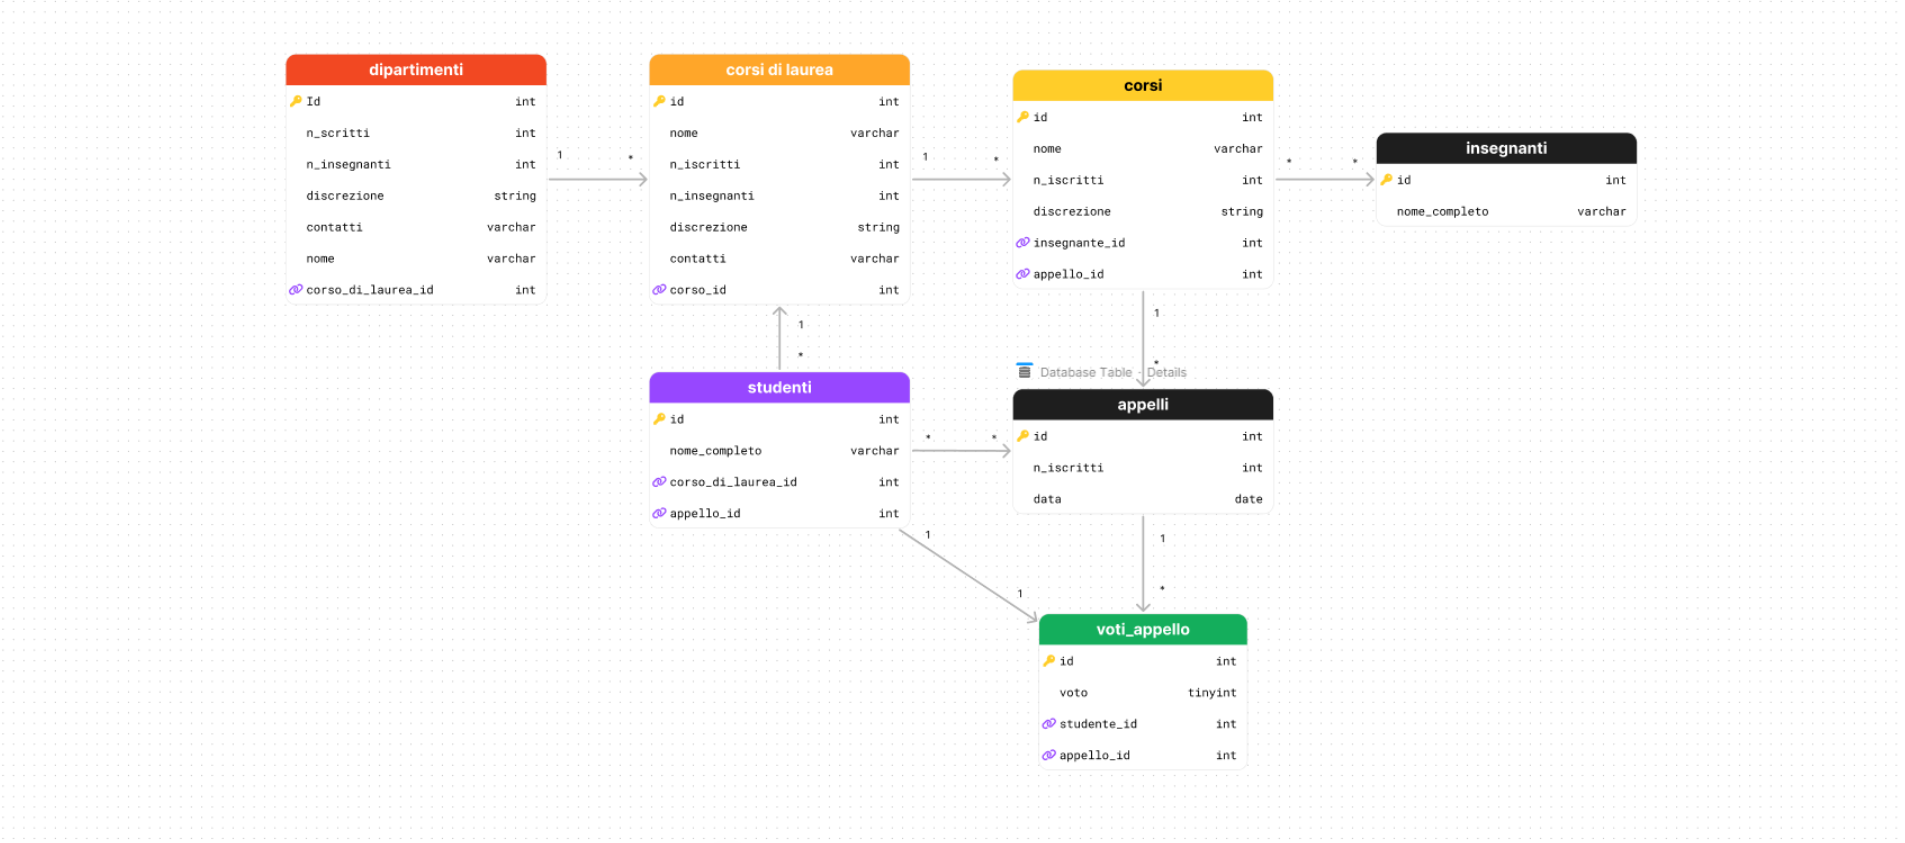 dipartimenti
Id int
n_scritti int
n_insegnanti int
discrezione string
contatti varchar
nome varchar
corso_di_laurea_id int
1 *
corsi di laurea
id int
nome varchar
n_iscritti int
n_insegnanti int
discrezione string
contatti varchar
corso_id int
1 *
corsi
id int
nome varchar
n_iscritti int
discrezione string
insegnante_id int
appello_id int
* *
insegnanti
id int
nome_completo varchar
1
*
1
*
studenti
id int
nome_completo varchar
corso_di_laurea_id int
appello_id int
* *
Database Table - Details
appelli
id int
n_iscritti int
data date
1
1
1
*
voti_appello
id int
voto tinyint
studente_id int
appello_id int